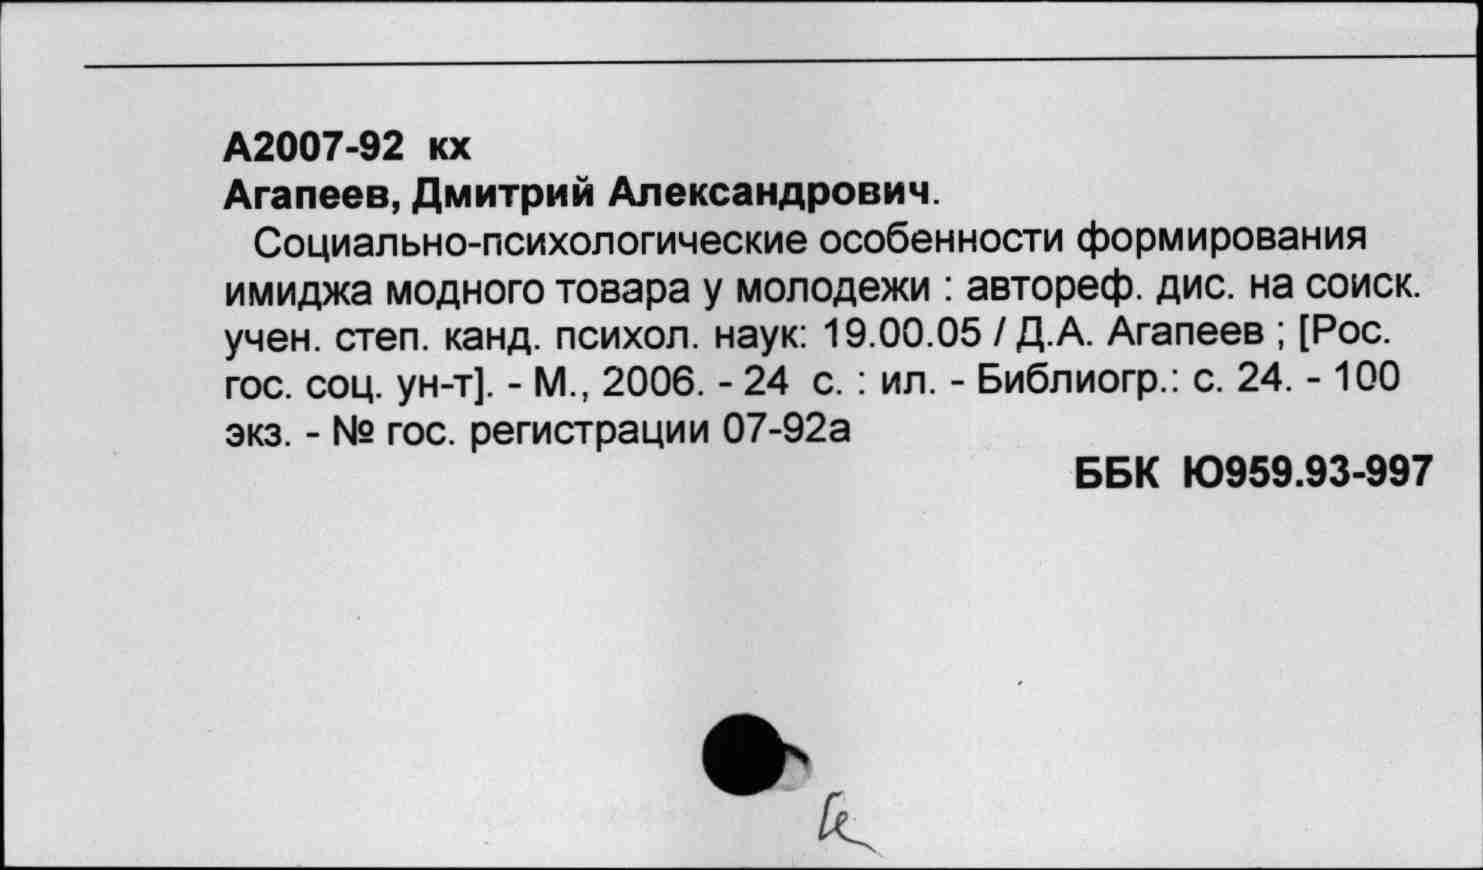 А2007-92 кх
Агапеев, Дмитрий Александрович.
Социально-психологические особенности формирования
имиджа модного товара у молодежи : автореф. дис. на соиск.
учен. степ. канд. психол. наук: 19.00.05 / Д.А. Агапеев ; [Рос.
гос. соц. ун-т]. - М., 2006. - 24 с. : ил. - Библиогр.: с. 24. - 100
экз. - № гос. регистрации 07-92а
ББК Ю959.93-997